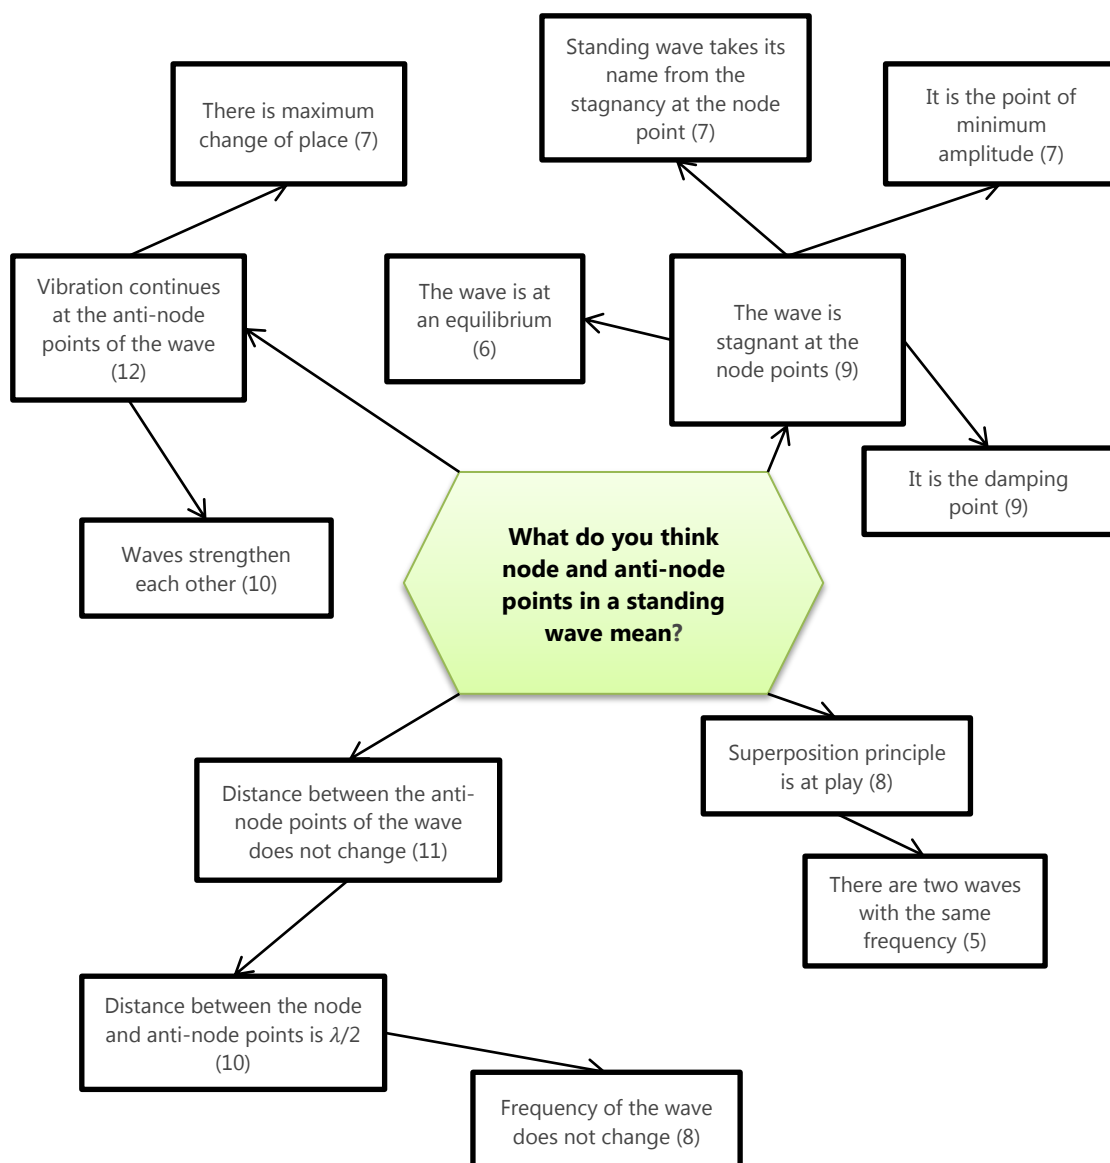 Standing wave takes its
name from the
stagnancy at the node
point (7)
There is maximum
change of place (7)
It is the point of
minimum
amplitude (7)
Vibration continues
at the anti-node
points of the wave
(12)
The wave is at
an equilibrium
(6)
The wave is
stagnant at the
node points (9)
It is the damping
point (9)
Waves strengthen
each other (10)
What do you think
node and anti-node
points in a standing
wave mean?
Superposition principle
is at play (8)
Distance between the anti-
node points of the wave
does not change (11)
There are two waves
with the same
frequency (5)
Distance between the node
and anti-node points is λ/2
(10)
Frequency of the wave
does not change (8)